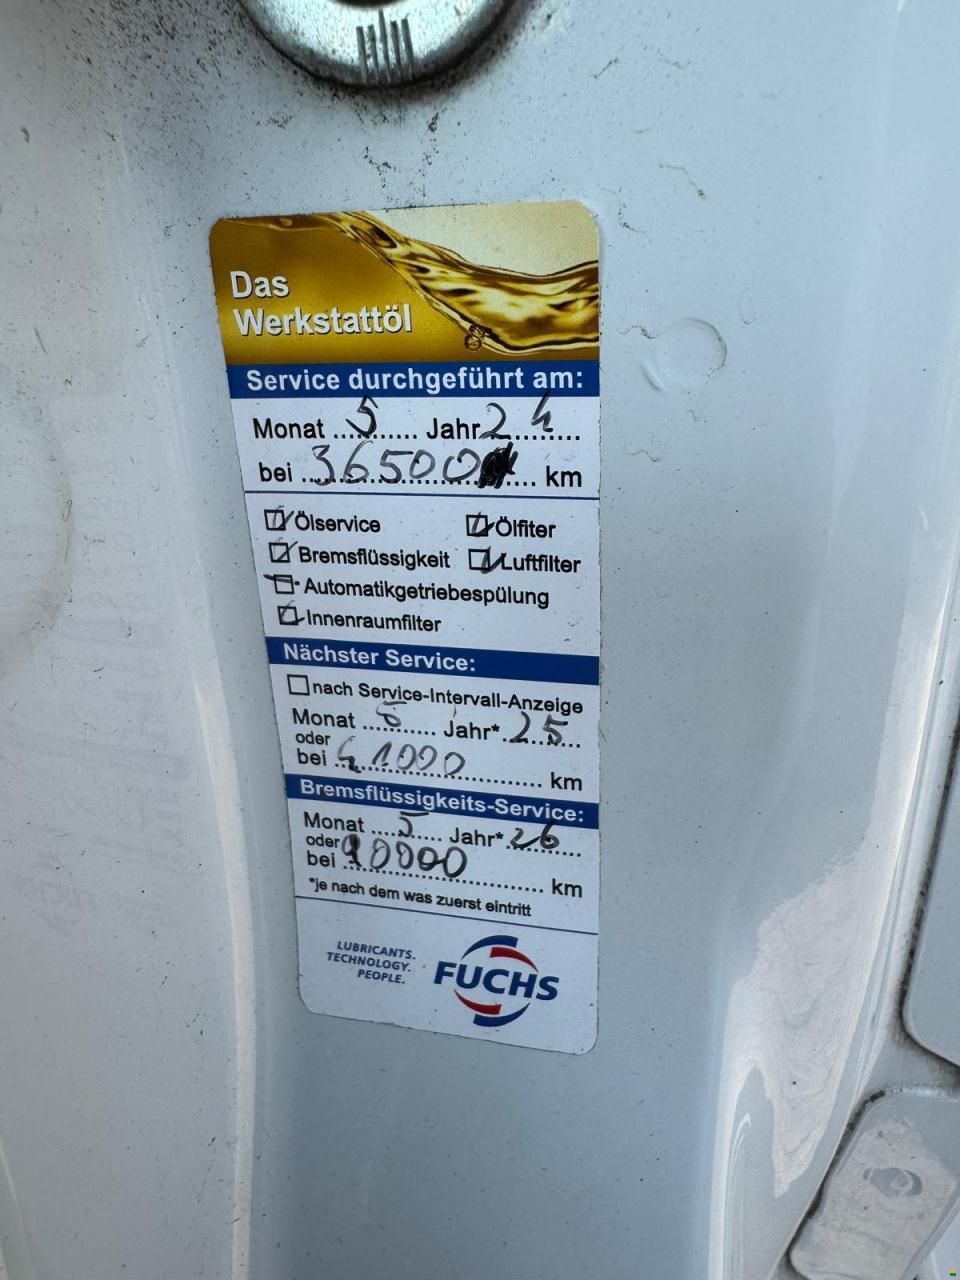 Das
Werkstattöl
Service durchgeführt am:
Monat ...5...... Jahr 24.........
bei ...36500... km
Ölservice Ölfiter
Bremsflüssigkeit Luftfilter
Automatikgetriebespülung
Innenraumfilter
Nächster Service:
nach Service-Intervall-Anzeige
Monat ........ Jahr* 25...
oder
bei 41000............... km
Bremsflüssigkeits-Service:
Monat ...5.... Jahr* 26.......
oder
bei ............... km
*je nach dem was zuerst eintritt
LUBRICANTS.
TECHNOLOGY.
PEOPLE.
FUCHS